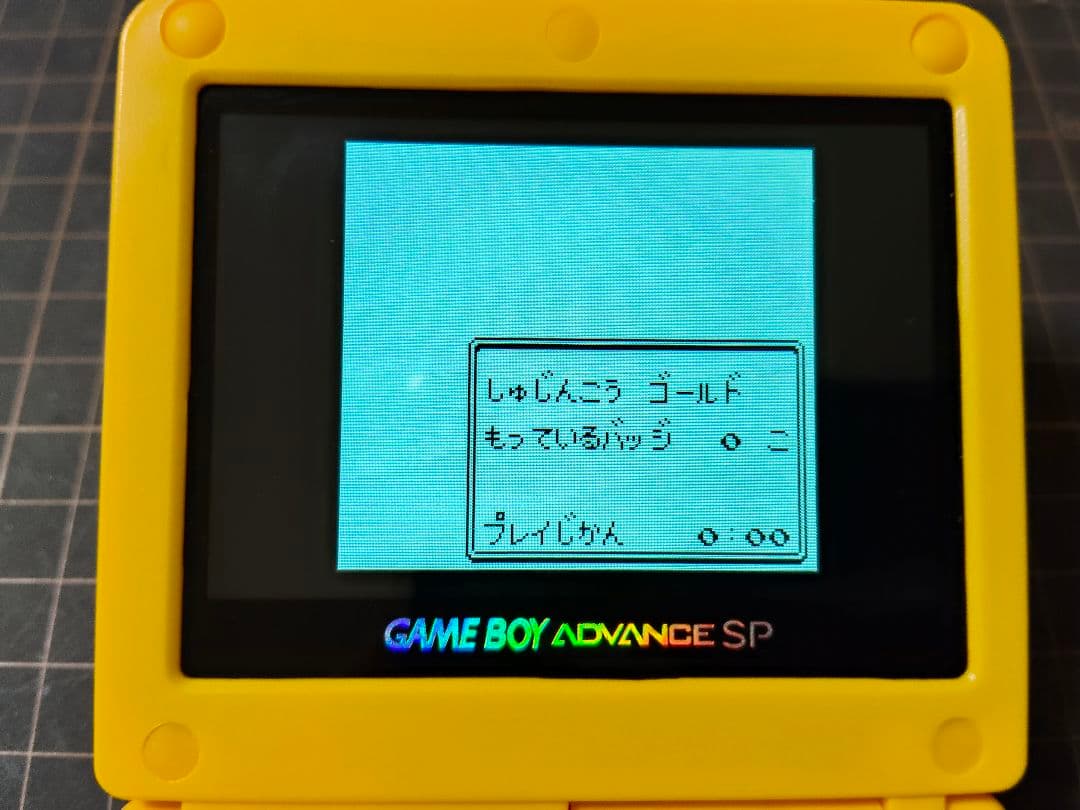 しゅじんこう ゴールド
もっているバッジ 0 こ
プレイじかん 0:00
GAME BOY ADVANCE SP